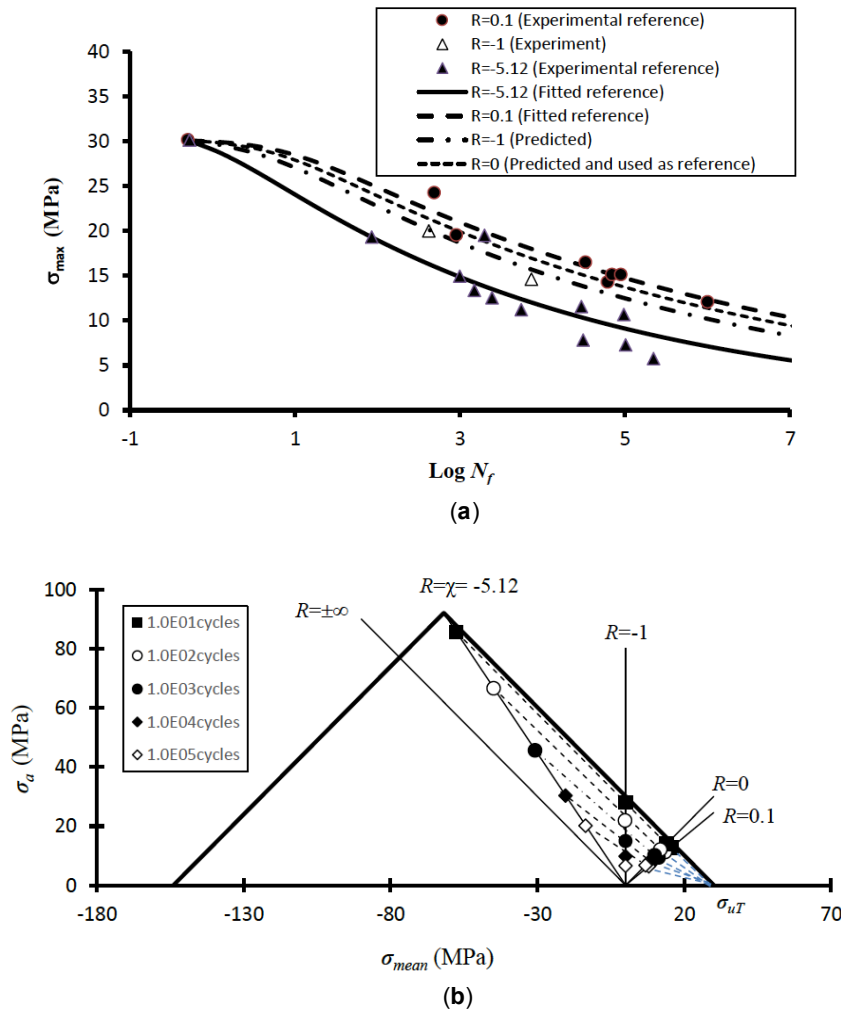 R=0.1 (Experimental reference)
R=-1 (Experiment)
R=-5.12 (Experimental reference)
R=-5.12 (Fitted reference)
R=0.1 (Fitted reference)
R=-1 (Predicted)
R=0 (Predicted and used as reference)
40
35
30
25
20
15
10
5
0
σmax (MPa)
-1
1
3
5
7
Log Nf
(a)
100
80
60
40
20
0
σa (MPa)
1.0E01cycles
1.0E02cycles
1.0E03cycles
1.0E04cycles
1.0E05cycles
R=±∞
R=χ= -5.12
R=-1
R=0
R=0.1
σuT
-180
-130
-80
-30
20
70
σmean (MPa)
(b)